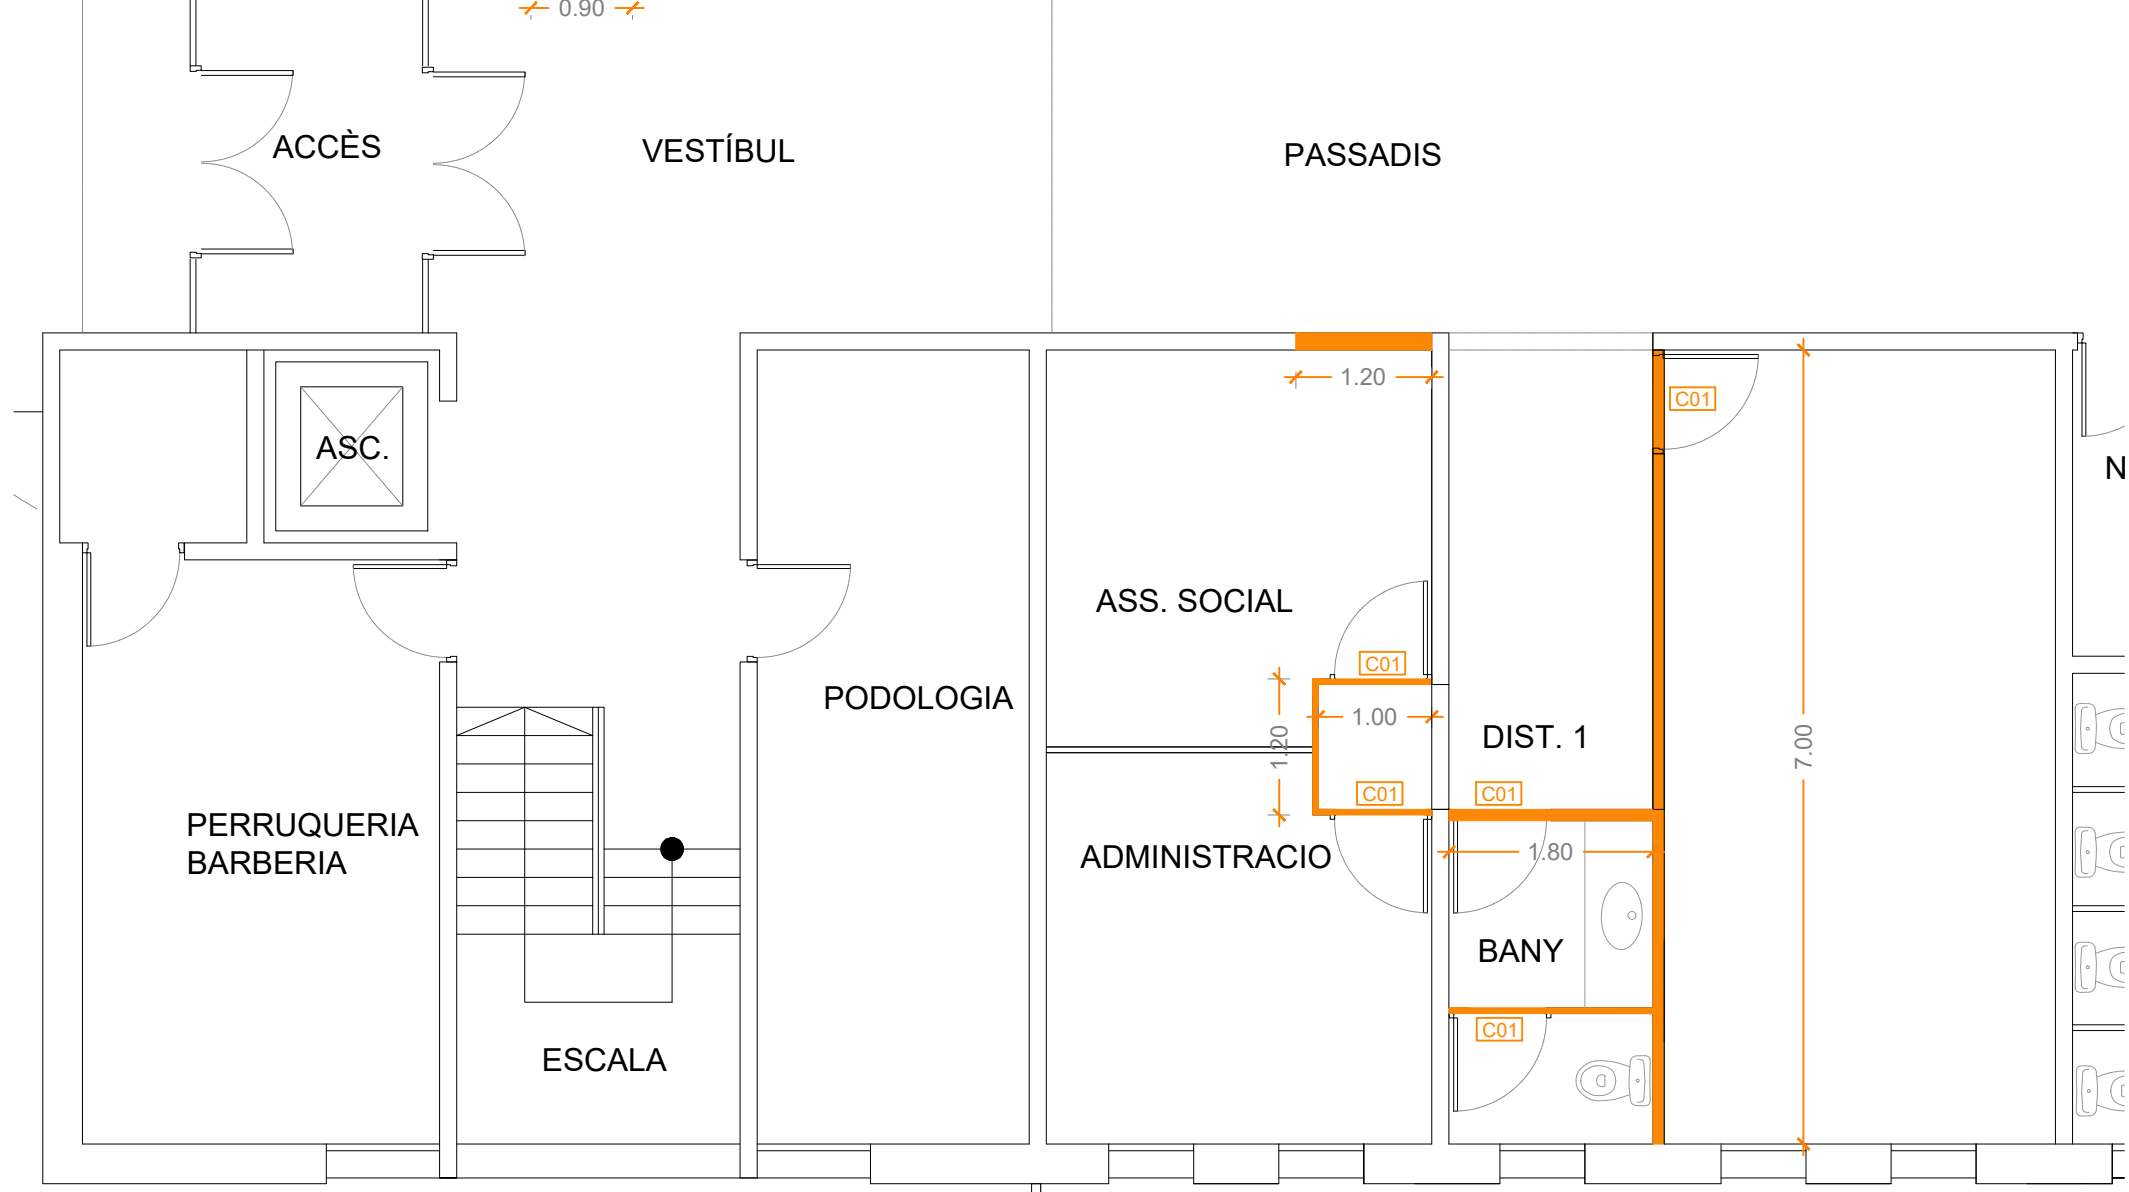 0.90
ACCÈS
VESTÍBUL
PASSADIS
1.20
C01
ASC.
N
ASS. SOCIAL
C01
PODOLOGIA
1.00
1.20
DIST. 1
7.00
C01
C01
PERRUQUERIA
BARBERIA
ADMINISTRACIO
1.80
BANY
C01
ESCALA